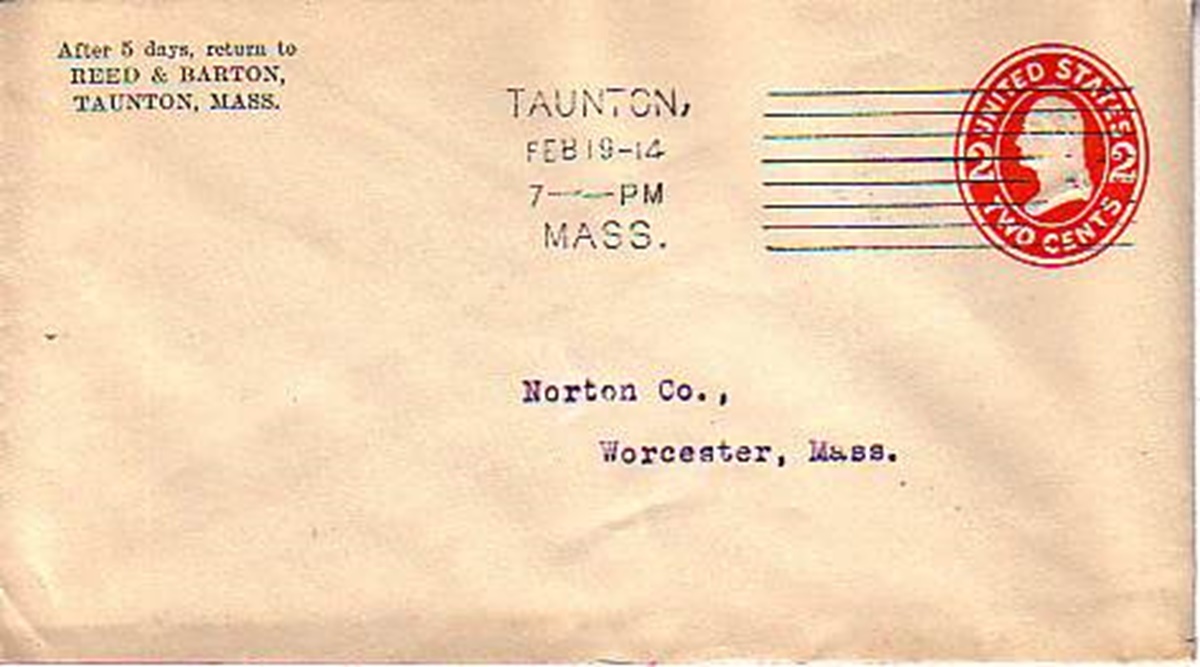 After 5 days, return to
REED & BARTON,
TAUNTON, MASS.
TAUNTON,
FEB 19-14
7——PM
MASS.
UNITED STATES
2 2
TWO CENTS
Norton Co.,
Worcester, Mass.